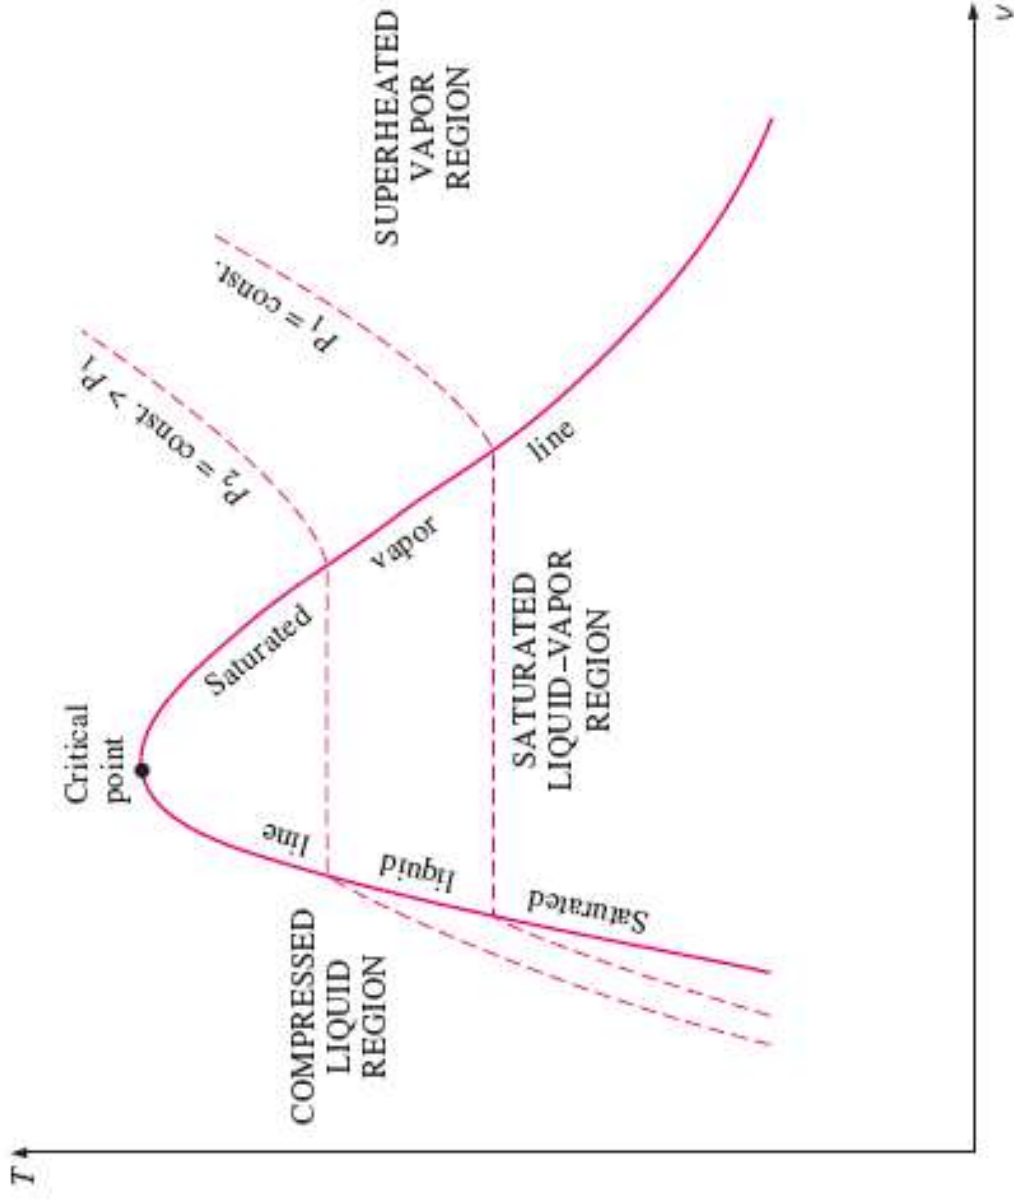 T
Critical
point
Saturated
vapor
line
P2 = const. > P1
P1 = const.
SUPERHEATED
VAPOR
REGION
COMPRESSED
LIQUID
REGION
Saturated
liquid
line
SATURATED
LIQUID–VAPOR
REGION
v